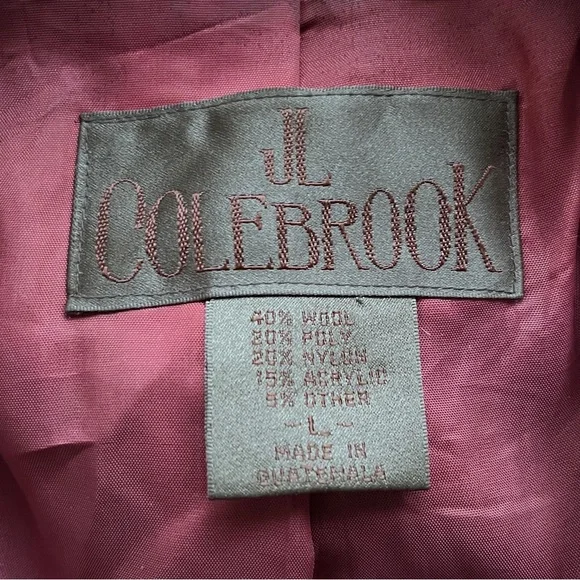 JL
COLEBROOK
40% WOOL
20% POLY
20% NYLON
15% ACRYLIC
5% OTHER
-L-
MADE IN
GUATEMALA